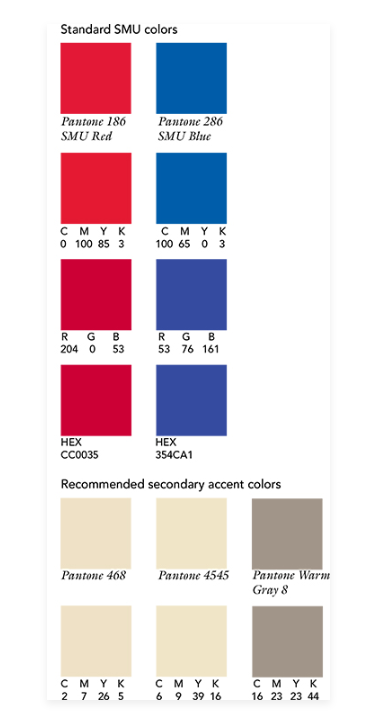 Standard SMU colors
Pantone 186 Pantone 286
SMU Red SMU Blue
C M Y K C M Y K
0 100 85 3 100 65 0 3
R G B R G B
204 0 53 53 76 161
HEX HEX
CC0035 354CA1
Recommended secondary accent colors
Pantone 468 Pantone 4545 Pantone Warm
Gray 8
C M Y K C M Y K C M Y K
2 7 26 5 6 9 39 16 16 23 23 44